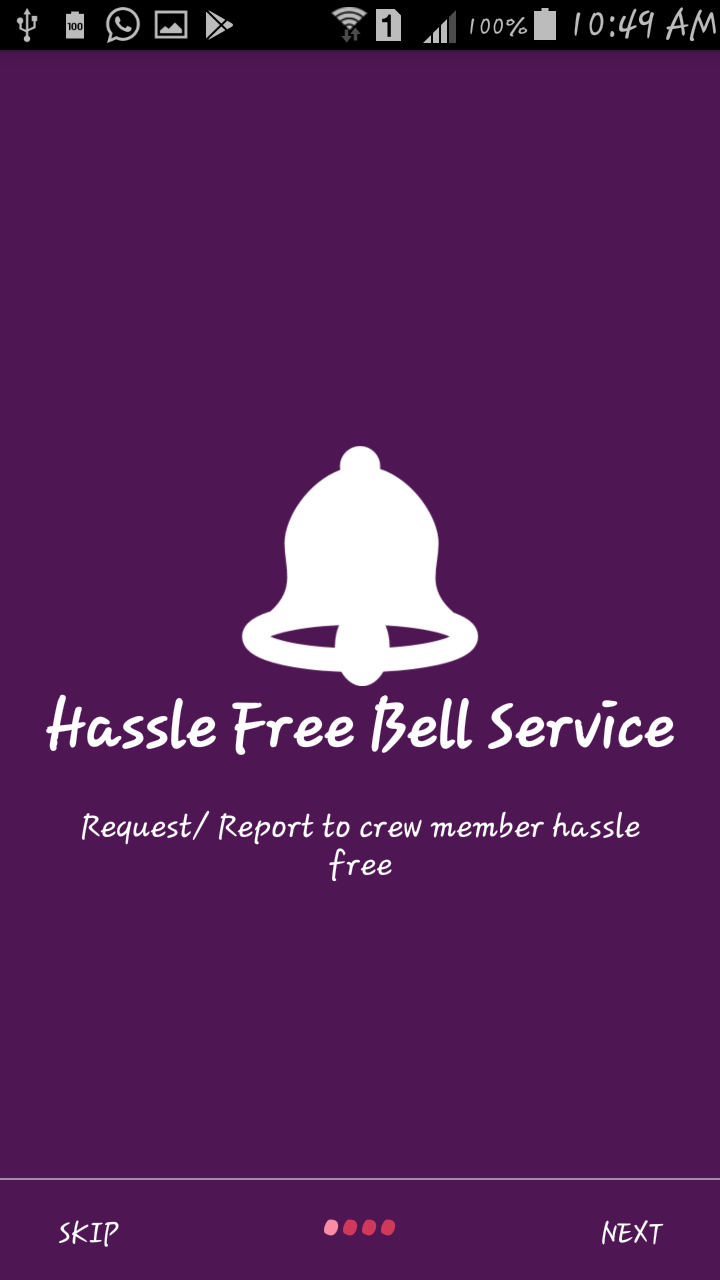 100 1 100% 10:49 AM
Hassle Free Bell Service
Request/ Report to crew member hassle
free
SKIP NEXT